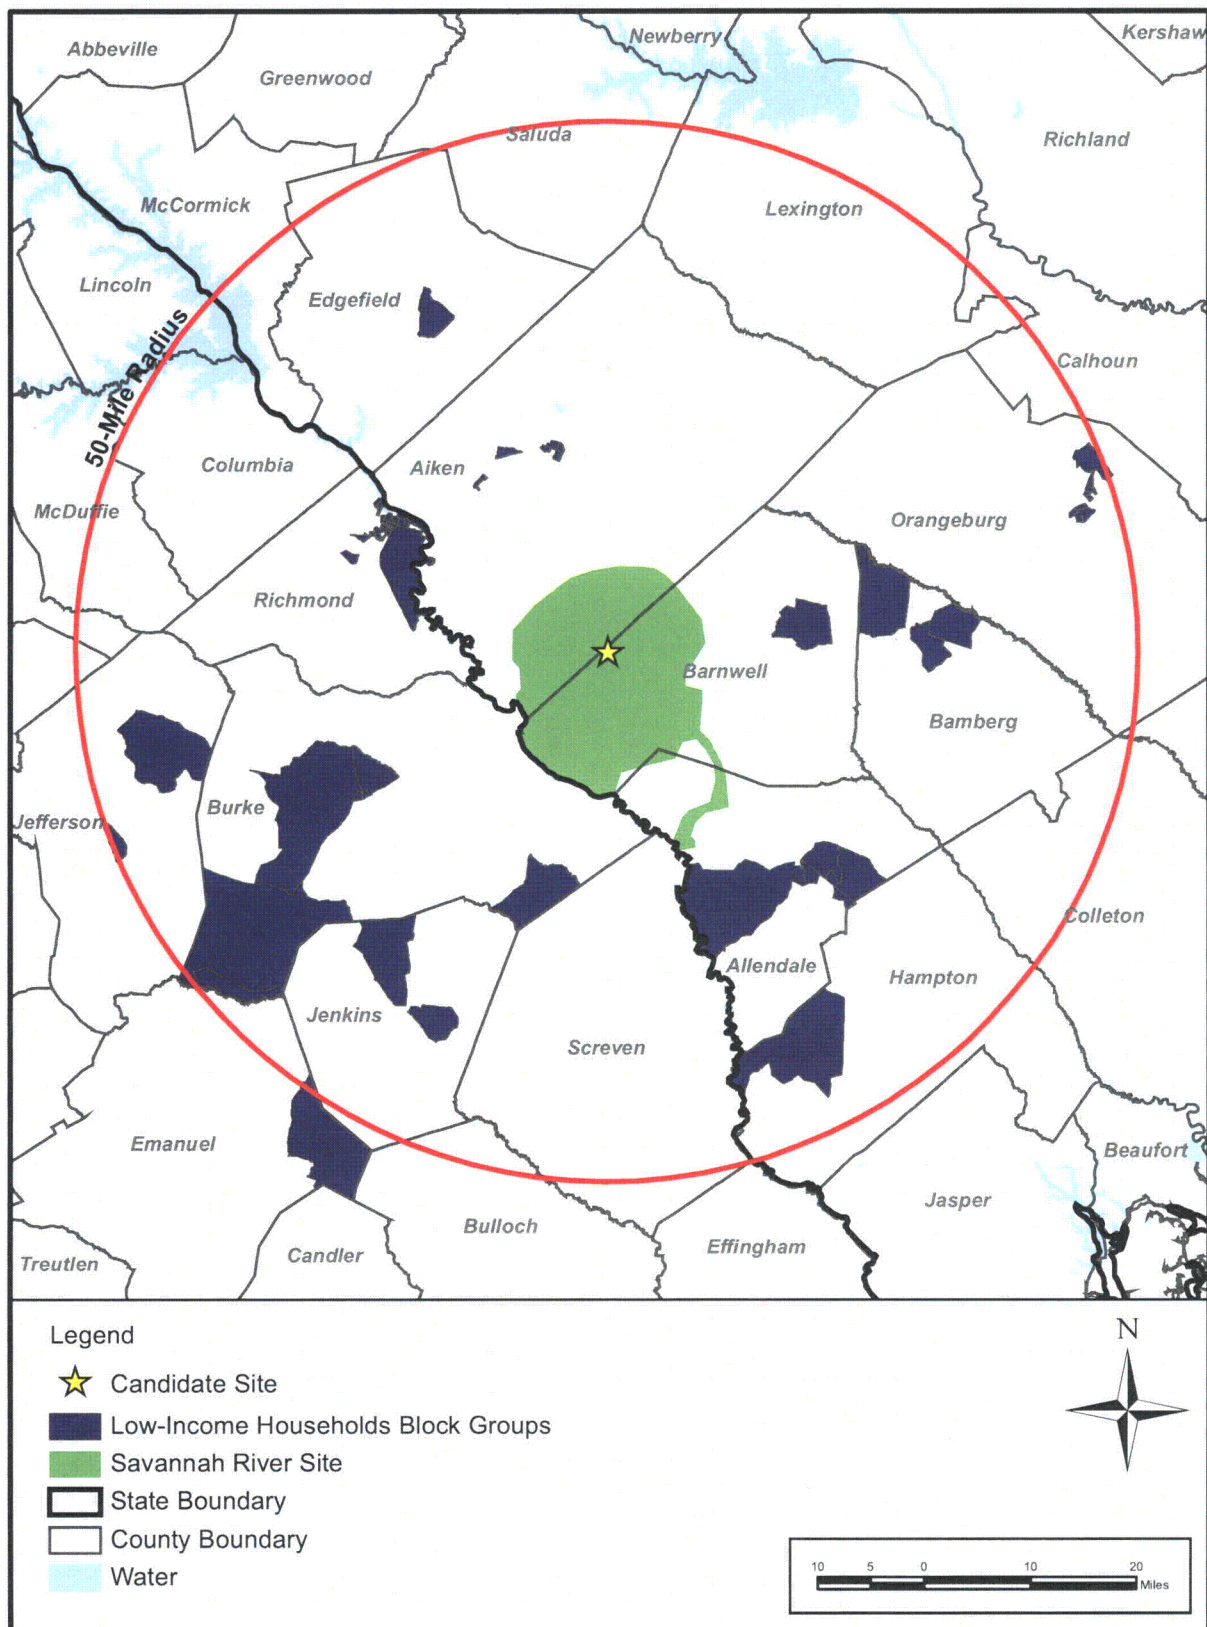 Abbeville
Greenwood
Newberry
Kershaw
Saluda
Richland
McCormick
Lexington
Lincoln
Edgefield
50-Mile Radius
Calhoun
Columbia
Aiken
McDuffie
Orangeburg
Richmond
Barnwell
Bamberg
Burke
Jefferson
Colleton
Allendale
Hampton
Jenkins
Screven
Emanuel
Beaufort
Jasper
Bulloch
Effingham
Candler
Treutlen
Legend
N
Candidate Site
Low-Income Households Block Groups
Savannah River Site
State Boundary
County Boundary
Water
10 5 0 10 20
Miles